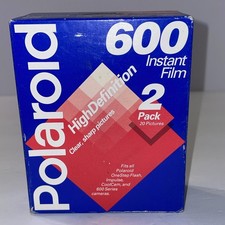 Polaroid
600
Instant
Film
2
Pack
20 Pictures
HighDefinition
Clear, sharp pictures
Fits all
Polaroid
OneStep Flash,
Impulse,
CoolCam, and
600 Series
cameras